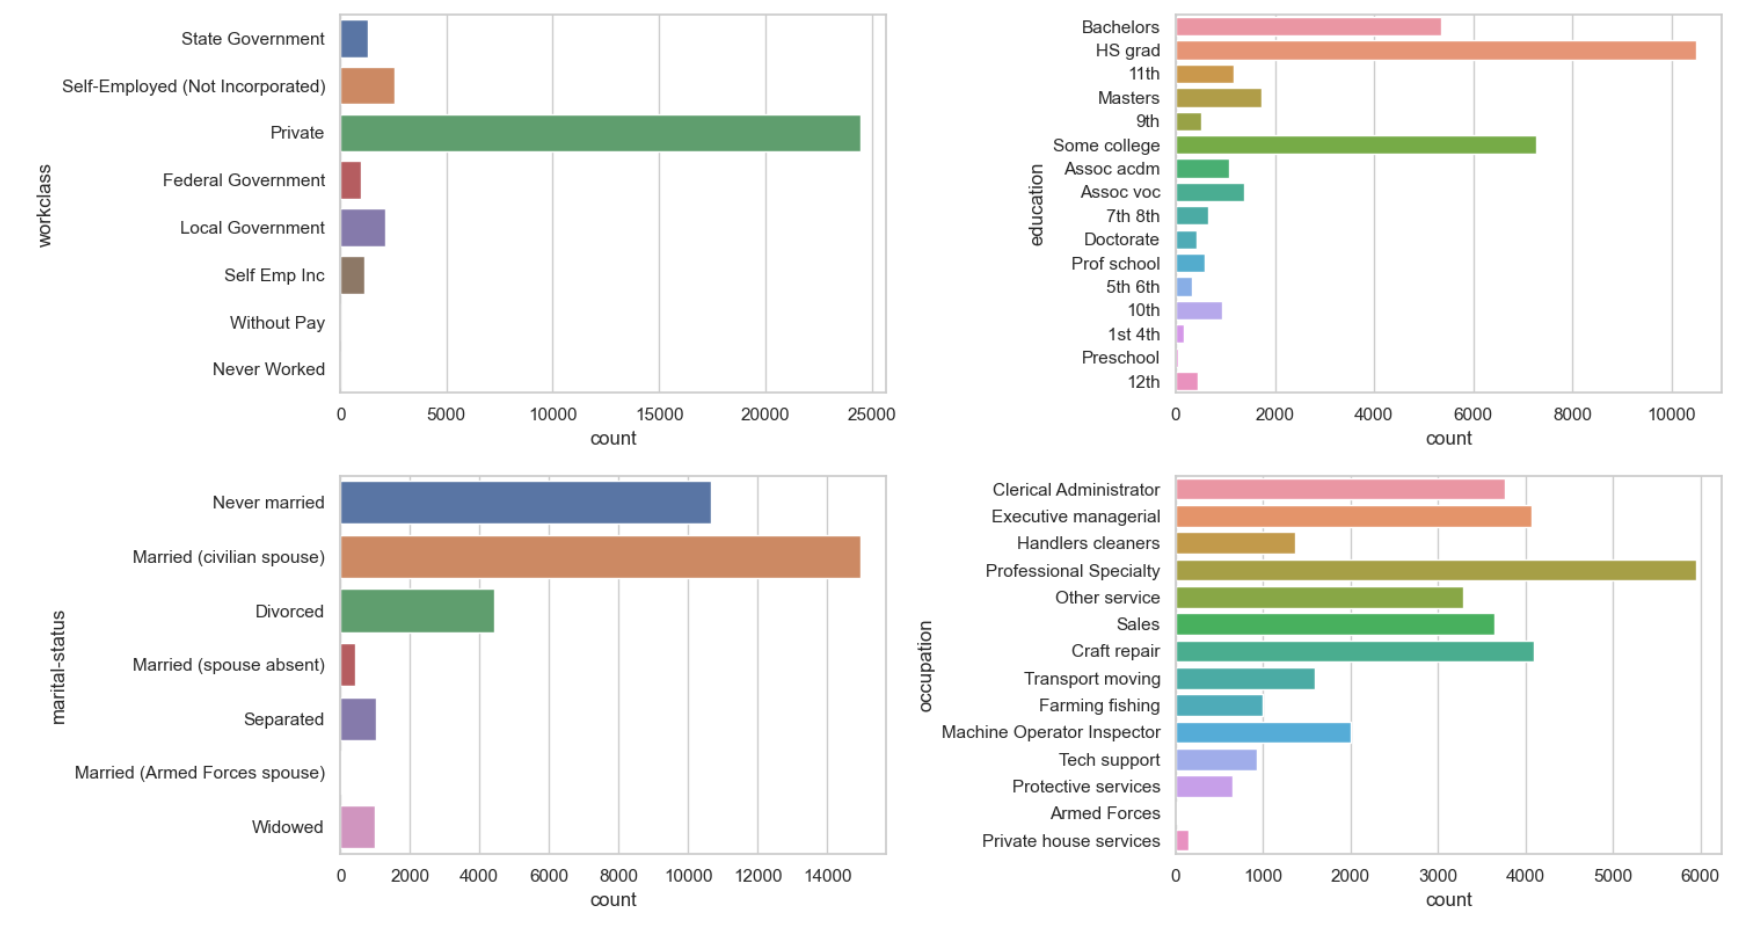 State Government
Self-Employed (Not Incorporated)
Private
Federal Government
Local Government
Self Emp Inc
Without Pay
Never Worked
workclass
0 5000 10000 15000 20000 25000
count
Bachelors
HS grad
11th
Masters
9th
Some college
Assoc acdm
Assoc voc
7th 8th
Doctorate
Prof school
5th 6th
10th
1st 4th
Preschool
12th
education
0 2000 4000 6000 8000 10000
count
Never married
Married (civilian spouse)
Divorced
Married (spouse absent)
Separated
Married (Armed Forces spouse)
Widowed
marital-status
0 2000 4000 6000 8000 10000 12000 14000
count
Clerical Administrator
Executive managerial
Handlers cleaners
Professional Specialty
Other service
Sales
Craft repair
Transport moving
Farming fishing
Machine Operator Inspector
Tech support
Protective services
Armed Forces
Private house services
occupation
0 1000 2000 3000 4000 5000 6000
count